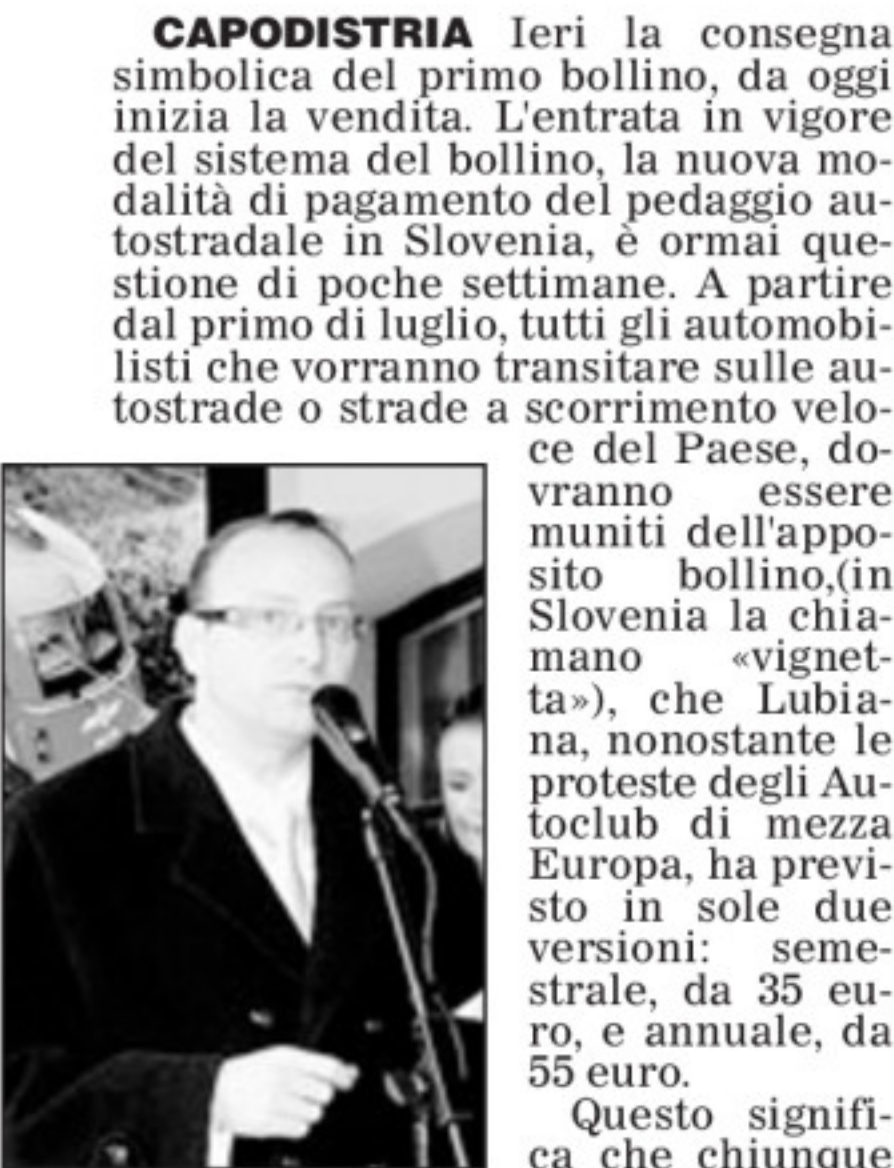 CAPODISTRIA Ieri la consegna
simbolica del primo bollino, da oggi
inizia la vendita. L'entrata in vigore
del sistema del bollino, la nuova mo-
dalità di pagamento del pedaggio au-
tostradale in Slovenia, è ormai que-
stione di poche settimane. A partire
dal primo di luglio, tutti gli automobi-
listi che vorranno transitare sulle au-
tostrade o strade a scorrimento velo-
ce del Paese, do-
vranno essere
muniti dell'appo-
sito bollino,(in
Slovenia la chia-
mano «vignet-
ta»), che Lubia-
na, nonostante le
proteste degli Au-
toclub di mezza
Europa, ha previ-
sto in sole due
versioni: seme-
strale, da 35 eu-
ro, e annuale, da
55 euro.
Questo signifi-
ca che chiunque